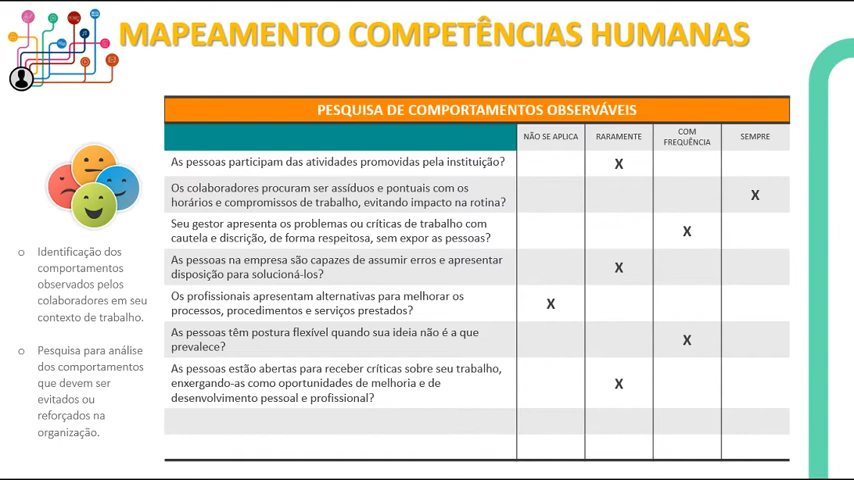 MAPEAMENTO COMPETÊNCIAS HUMANAS
PESQUISA DE COMPORTAMENTOS OBSERVÁVEIS
NÃO SE APLICA
RARAMENTE
COM
FREQUÊNCIA
SEMPRE
As pessoas participam das atividades promovidas pela instituição?
X
Os colaboradores procuram ser assíduos e pontuais com os
horários e compromissos de trabalho, evitando impacto na rotina?
X
Seu gestor apresenta os problemas ou críticas de trabalho com
cautela e discrição, de forma respeitosa, sem expor as pessoas?
X
As pessoas na empresa são capazes de assumir erros e apresentar
disposição para solucioná-los?
X
Os profissionais apresentam alternativas para melhorar os
processos, procedimentos e serviços prestados?
X
As pessoas têm postura flexível quando sua ideia não é a que
prevalece?
X
As pessoas estão abertas para receber críticas sobre seu trabalho,
enxergando-as como oportunidades de melhoria e de
desenvolvimento pessoal e profissional?
X
o Identificação dos
comportamentos
observados pelos
colaboradores em seu
contexto de trabalho.
o Pesquisa para análise
dos comportamentos
que devem ser
evitados ou
reforçados na
organização.